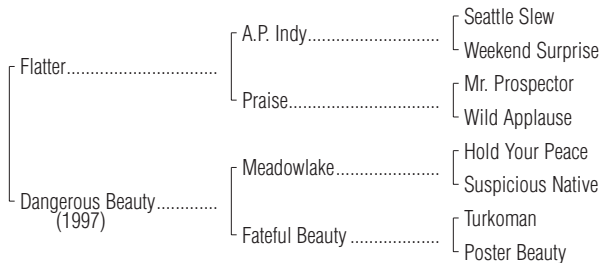 Seattle Slew
A.P. Indy............................
Weekend Surprise
Flatter................................
Mr. Prospector
Praise................................
Wild Applause
Hold Your Peace
Meadowlake......................
Suspicious Native
Dangerous Beauty.............
(1997)
Turkoman
Fateful Beauty ...................
Poster Beauty